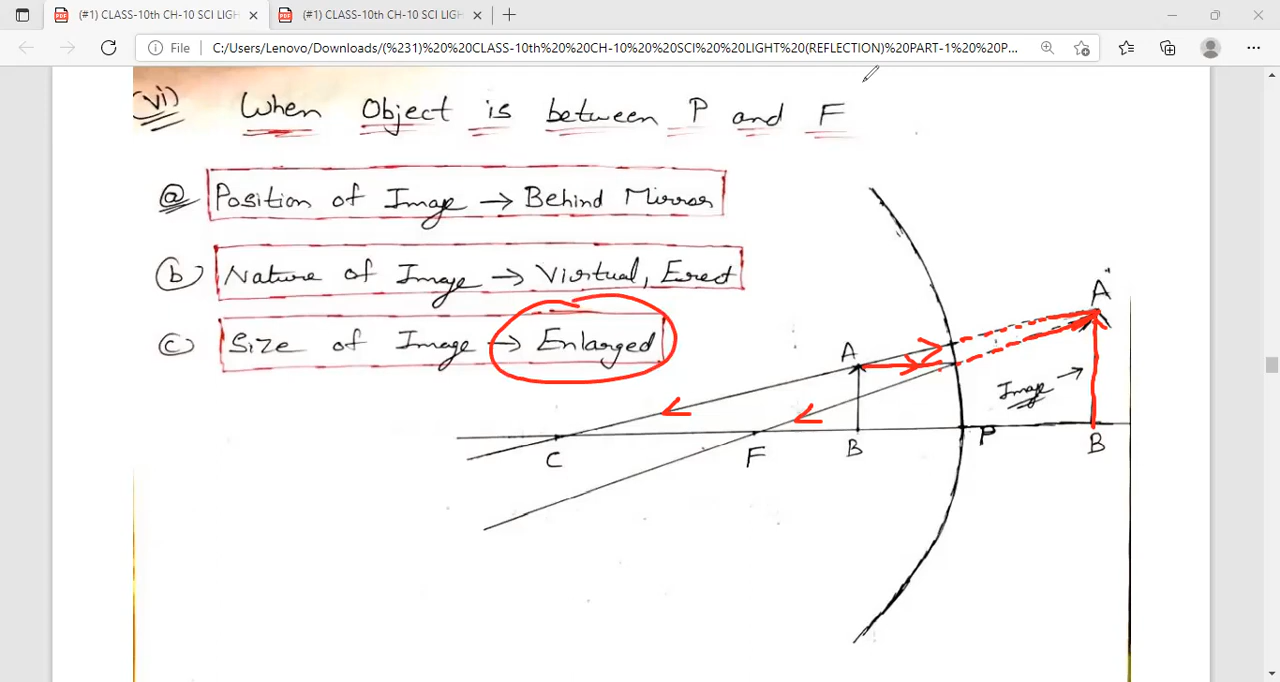 (#1) CLASS-10th CH-10 SCI LIGH
(#1) CLASS-10th CH-10 SCI LIGH
File
C:/Users/Lenovo/Downloads/(%231)%20%20CLASS-10th%20%20CH-10%20%20SCI%20%20LIGHT%20(REFLECTION)%20PART-1%20%20P...
(vi) When Object is between P and F
(a) Position of Image → Behind Mirror
(b) Nature of Image → Virtual, Erect
(c) Size of Image → Enlarged
A'
A
Image →
C
F
B
P
B